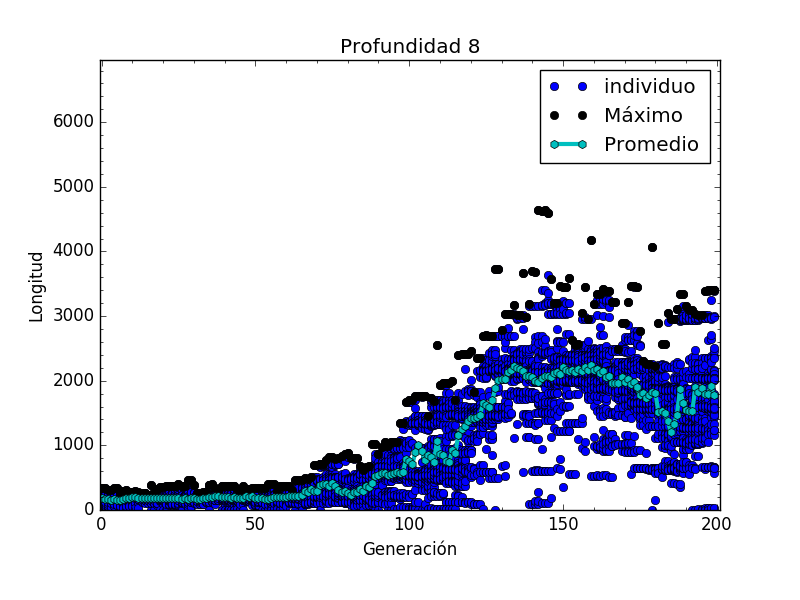 Profundidad 8
individuo
Máximo
Promedio
Longitud
6000
5000
4000
3000
2000
1000
0
0 50 100 150 200
Generación